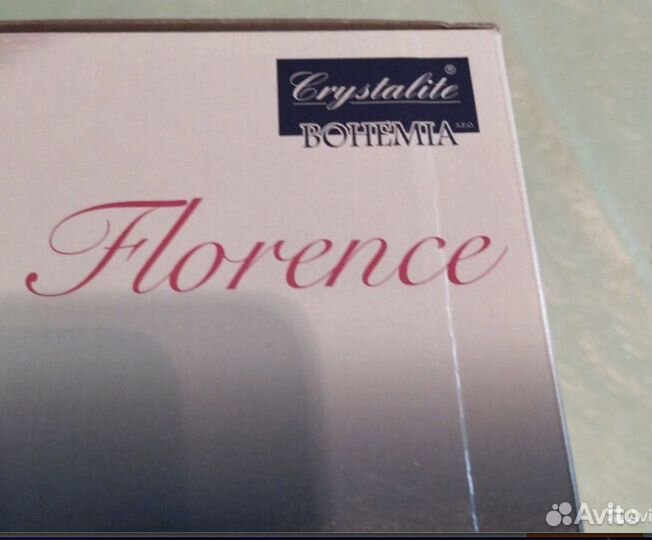 Crystalite®
BOHEMIA s.r.o.
Florence
Avito